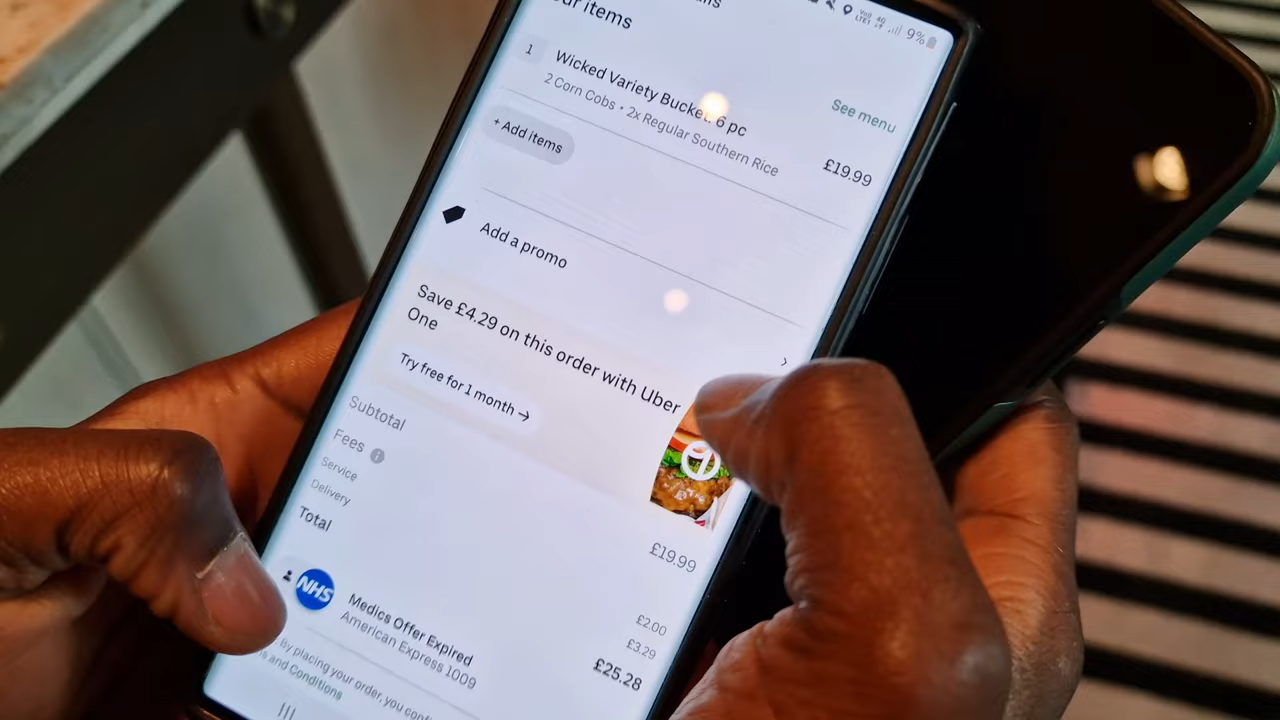 9%
our items
1
Wicked Variety Bucket: 6 pc
2 Corn Cobs • 2x Regular Southern Rice
See menu
£19.99
+ Add items
Add a promo
Save £4.29 on this order with Uber
One
Try free for 1 month →
Subtotal
£19.99
Fees
Service
£2.00
Delivery
£3.29
Total
£25.28
NHS
Medics Offer Expired
American Express 1009
By placing your order, you confi
s and Conditions